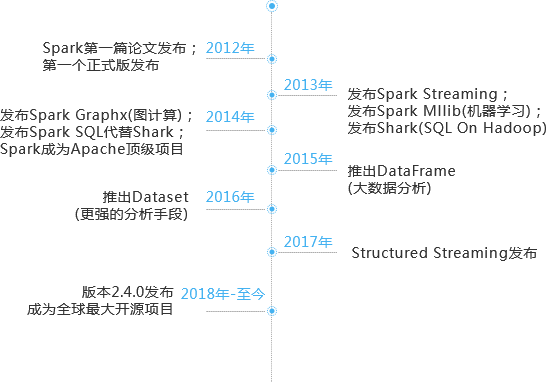 2012年
Spark第一篇论文发布；
第一个正式版发布
2013年
发布Spark Streaming；
发布Spark Mllib(机器学习)；
发布Shark(SQL On Hadoop)
2014年
发布Spark Graphx(图计算)；
发布Spark SQL代替Shark；
Spark成为Apache顶级项目
2015年
推出DataFrame
(大数据分析)
2016年
推出Dataset
(更强的分析手段)
2017年
Structured Streaming发布
2018年-至今
版本2.4.0发布
成为全球最大开源项目